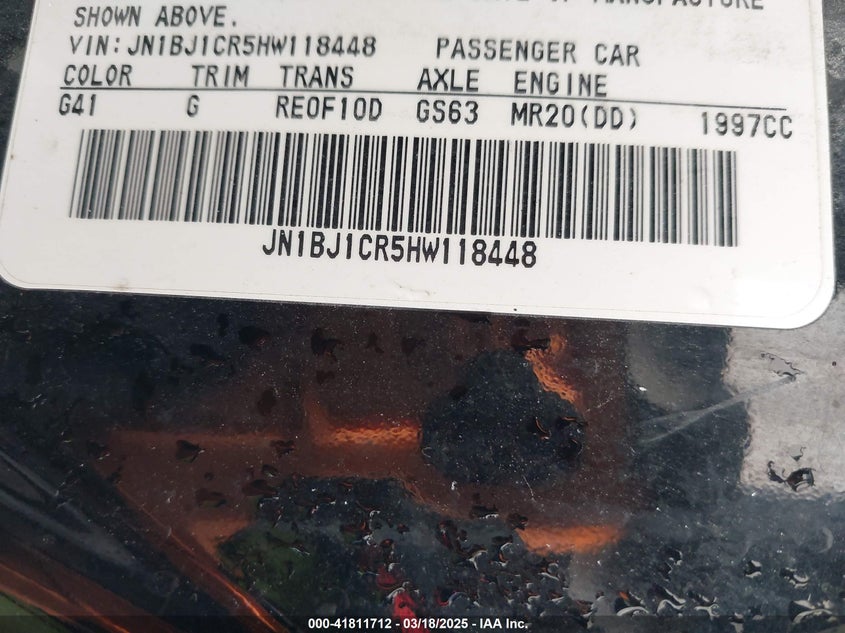 MANUFACTURE
SHOWN ABOVE.
VIN: JN1BJ1CR5HW118448 PASSENGER CAR
COLOR TRIM TRANS AXLE ENGINE
G41 G RE0F10D GS63 MR20(DD) 1997CC
JN1BJ1CR5HW118448
000-41811712 - 03/18/2025 - © IAA Inc.